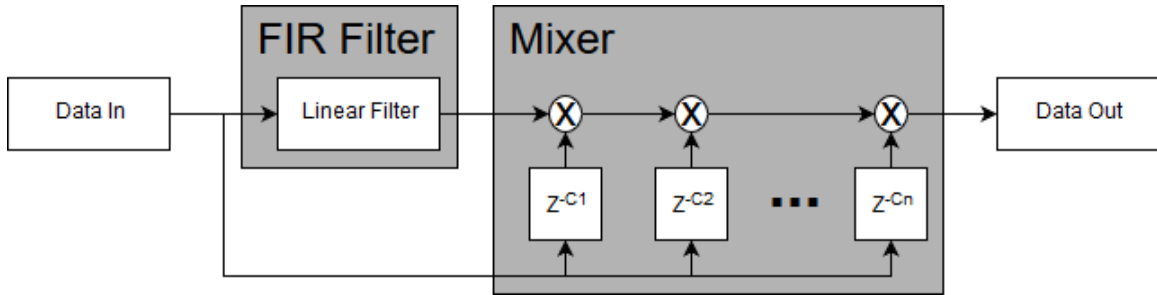 FIR Filter
Mixer
Data In
Linear Filter
X
X
X
Data Out
Z-C1
Z-C2
...
Z-Cn